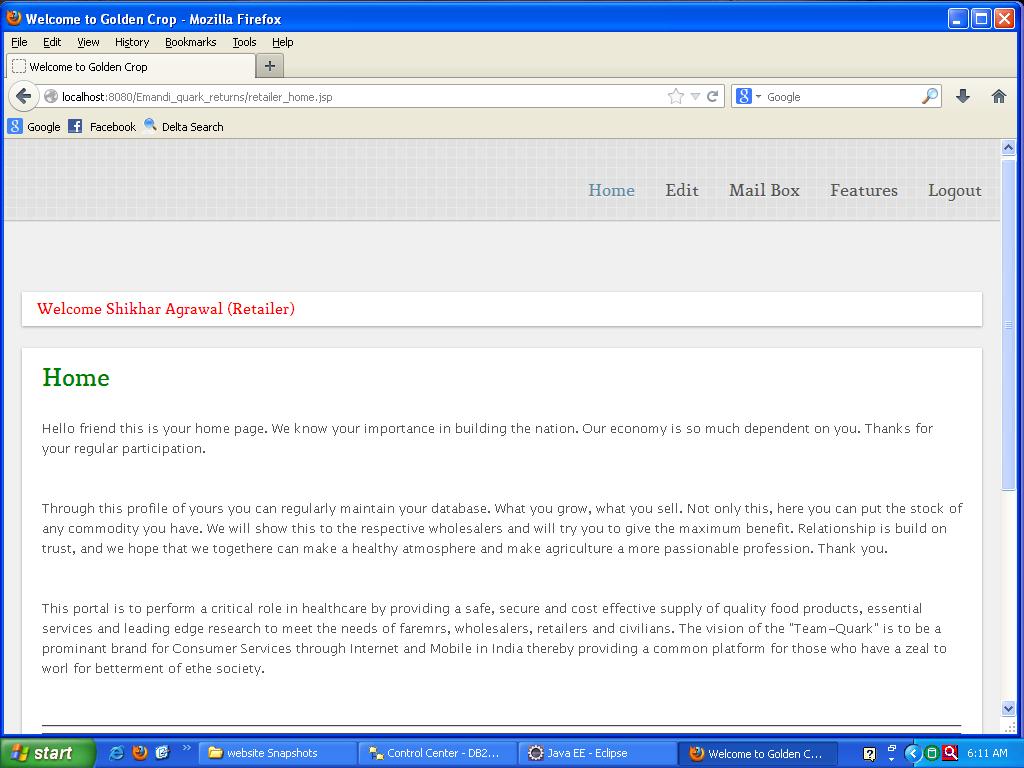 Welcome to Golden Crop - Mozilla Firefox
File Edit View History Bookmarks Tools Help
Welcome to Golden Crop +
localhost:8080/Emandi_quark_returns/retailer_home.jsp Google
Google Facebook Delta Search
Home Edit Mail Box Features Logout
Welcome Shikhar Agrawal (Retailer)
Home
Hello friend this is your home page. We know your importance in building the nation. Our economy is so much dependent on you. Thanks for
your regular participation.
Through this profile of yours you can regularly maintain your database. What you grow, what you sell. Not only this, here you can put the stock of
any commodity you have. We will show this to the respective wholesalers and will try you to give the maximum benefit. Relationship is build on
trust, and we hope that we togethere can make a healthy atmosphere and make agriculture a more passionable profession. Thank you.
This portal is to perform a critical role in healthcare by providing a safe, secure and cost effective supply of quality food products, essential
services and leading edge research to meet the needs of faremrs, wholesalers, retailers and civilians. The vision of the "Team-Quark" is to be a
prominant brand for Consumer Services through Internet and Mobile in India thereby providing a common platform for those who have a zeal to
worl for betterment of ethe society.
start website Snapshots Control Center - DB2... Java EE - Eclipse Welcome to Golden C... 6:11 AM